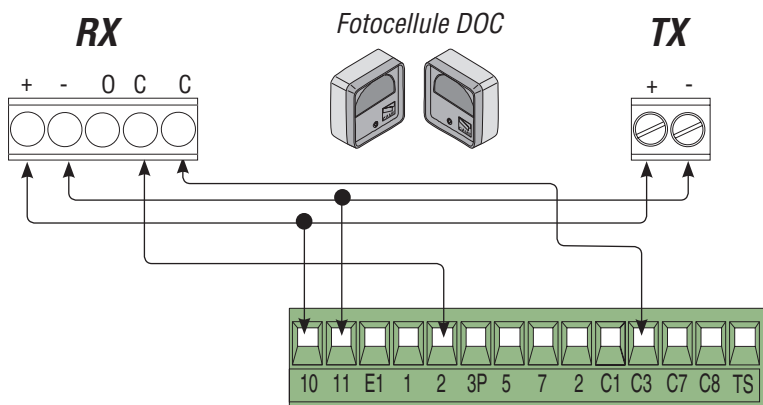 RX Fotocellule DOC TX
+ - O C C + -
10 11 E1 1 2 3P 5 7 2 C1 C3 C7 C8 TS